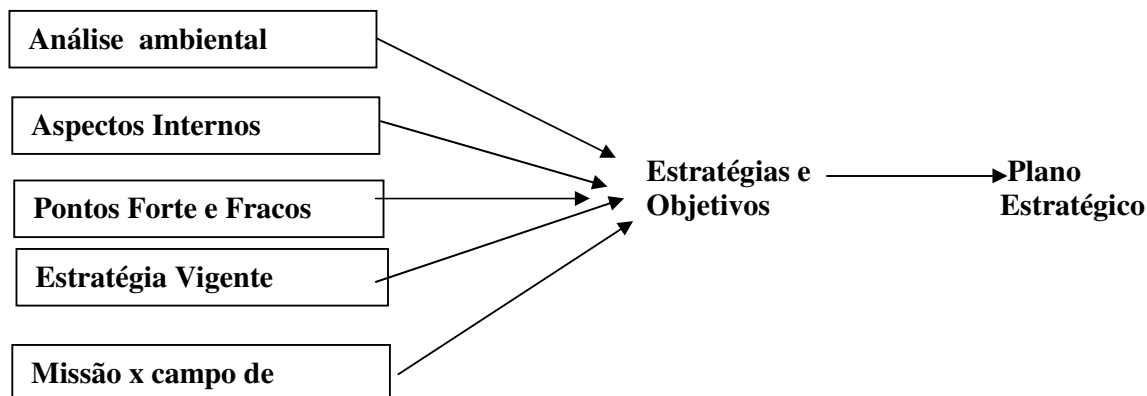 Análise ambiental
Aspectos Internos
Pontos Forte e Fracos
Estratégia Vigente
Missão x campo de
Estratégias e
Objetivos
Plano
Estratégico